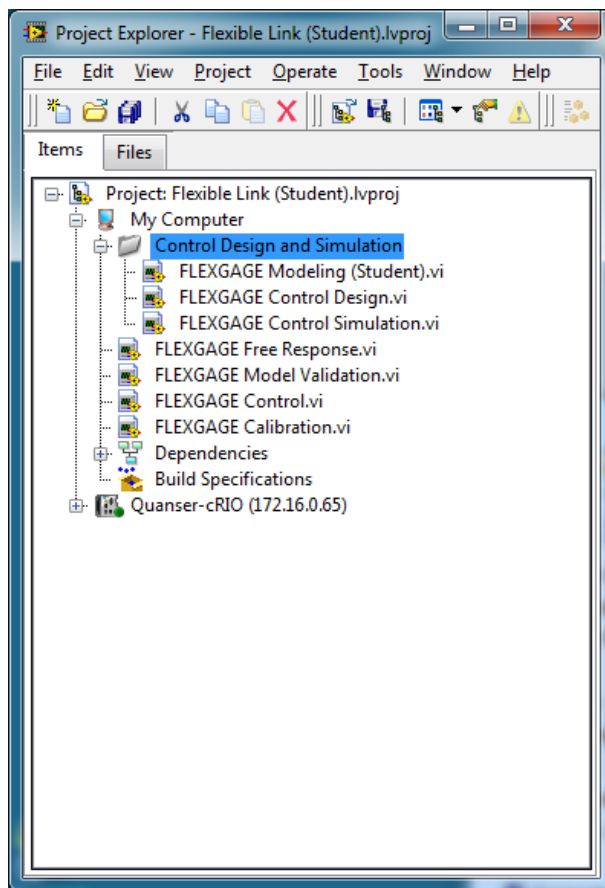 Project Explorer - Flexible Link (Student).lvproj
File Edit View Project Operate Tools Window Help
Items Files
Project: Flexible Link (Student).lvproj
My Computer
Control Design and Simulation
FLEXGAGE Modeling (Student).vi
FLEXGAGE Control Design.vi
FLEXGAGE Control Simulation.vi
FLEXGAGE Free Response.vi
FLEXGAGE Model Validation.vi
FLEXGAGE Control.vi
FLEXGAGE Calibration.vi
Dependencies
Build Specifications
Quanser-cRIO (172.16.0.65)